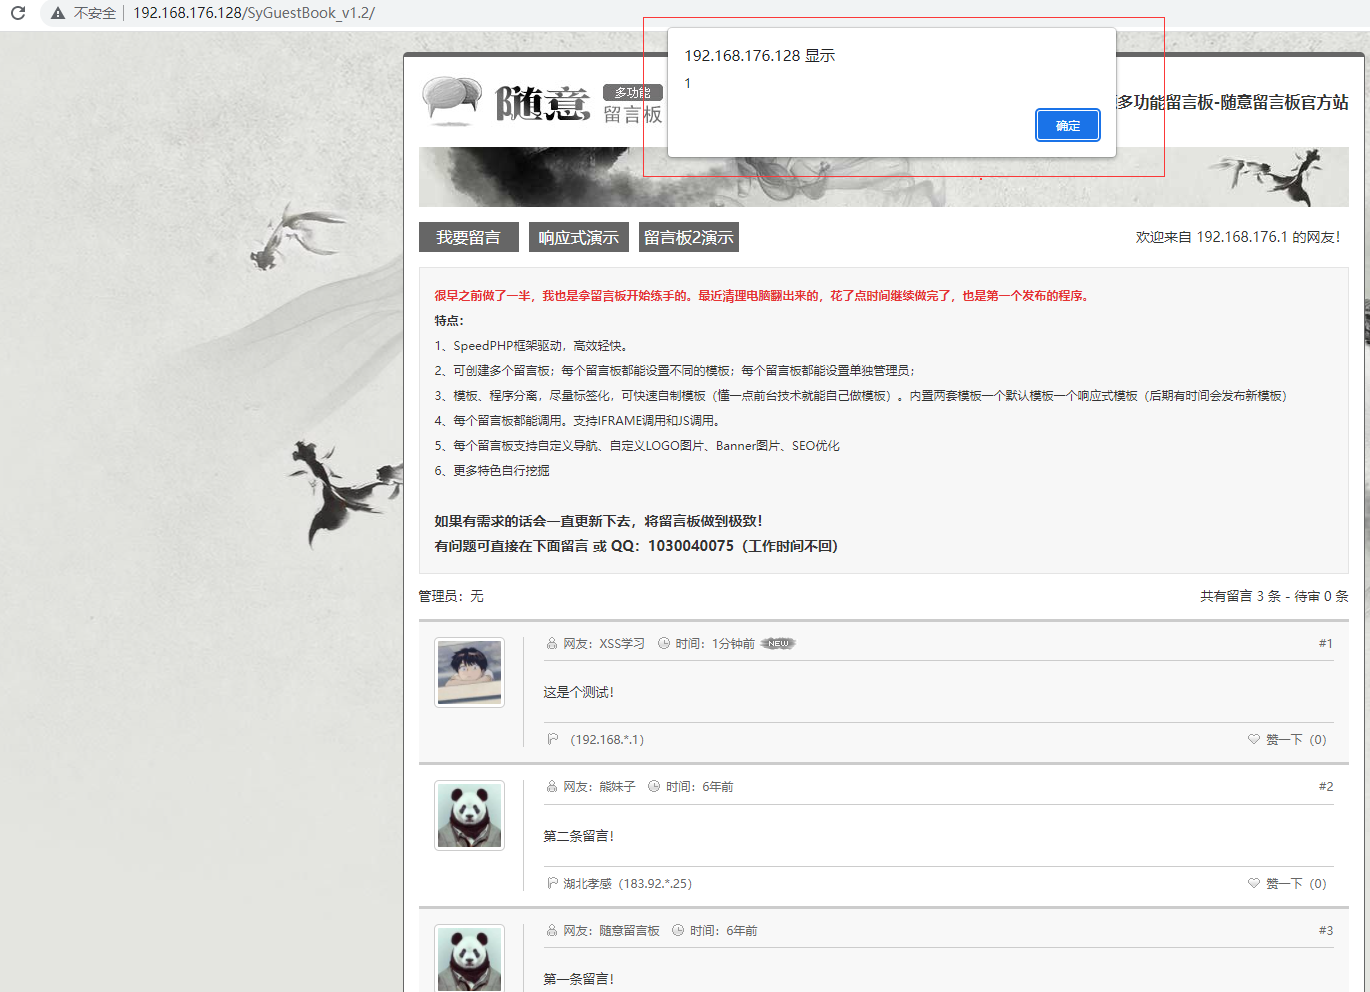 不安全 192.168.176.128/SyGuestBook_v1.2/
192.168.176.128 显示
1
确定
随意 多功能
留言板
多功能留言板-随意留言板官方站
我要留言 响应式演示 留言板2演示 欢迎来自 192.168.176.1 的网友！
很早之前做了一半，我也是拿留言板开始练手的。最近清理电脑翻出来的，花了点时间继续做完了，也是第一个发布的程序。
特点：
1、SpeedPHP框架驱动，高效轻快。
2、可创建多个留言板；每个留言板都能设置不同的模板；每个留言板都能设置单独管理员；
3、模板、程序分离，尽量标签化，可快速自制模板（懂一点前台技术就能自己做模板）。内置两套模板一个默认模板一个响应式模板（后期有时间会发布新模板）
4、每个留言板都能调用。支持IFRAME调用和JS调用。
5、每个留言板支持自定义导航、自定义LOGO图片、Banner图片、SEO优化
6、更多特色自行挖掘
如果有需求的话会一直更新下去，将留言板做到极致！
有问题可直接在下面留言 或 QQ：1030040075（工作时间不回）
管理员：无 共有留言 3 条 - 待审 0 条
网友：XSS学习 时间：1分钟前 NEW #1
这是个测试！
（192.168.*.1） 赞一下（0）
网友：熊妹子 时间：6年前 #2
第二条留言！
湖北孝感（183.92.*.25） 赞一下（0）
网友：随意留言板 时间：6年前 #3
第一条留言！